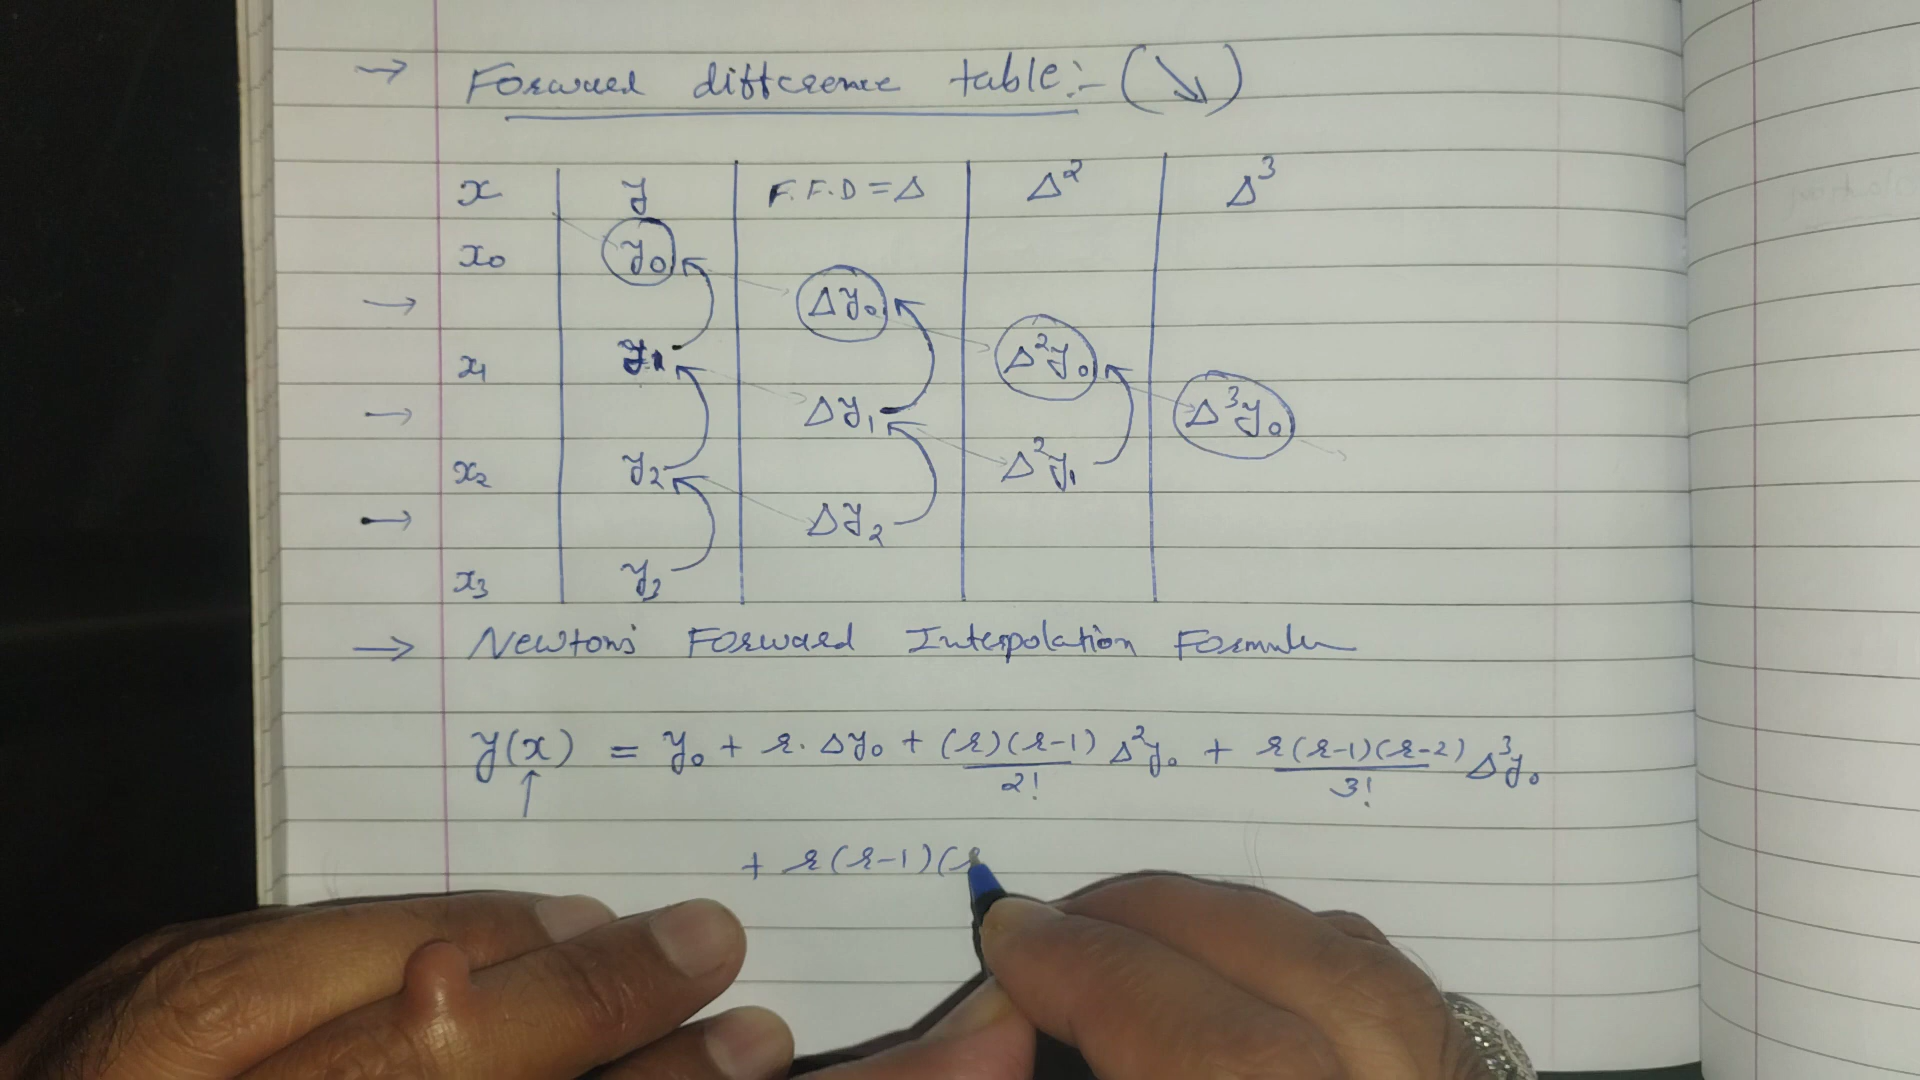 → Forward difference table:- (↘)
x y F.F.D = Δ Δ² Δ³
x₀ y₀
→ Δy₀
x₁ y₁ Δ²y₀
→ Δy₁ Δ³y₀
x₂ y₂ Δ²y₁
→ Δy₂
x₃ y₃
→ Newton's Forward Interpolation Formula
y(x) = y₀ + r. Δy₀ + (r)(r-1)/2! Δ²y₀ + r(r-1)(r-2)/3! Δ³y₀
↑
+ r(r-1)(r